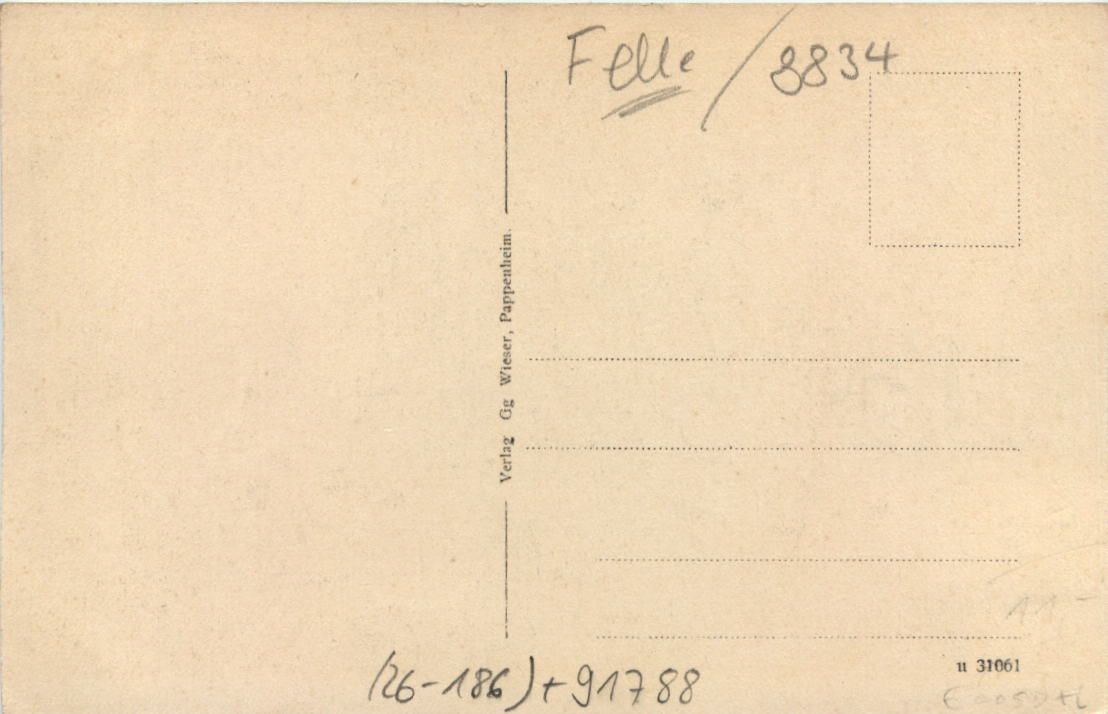 Felle / 8834
Verlag Gg Wieser, Pappenheim.
11-
u 31061
(26-186)+91788